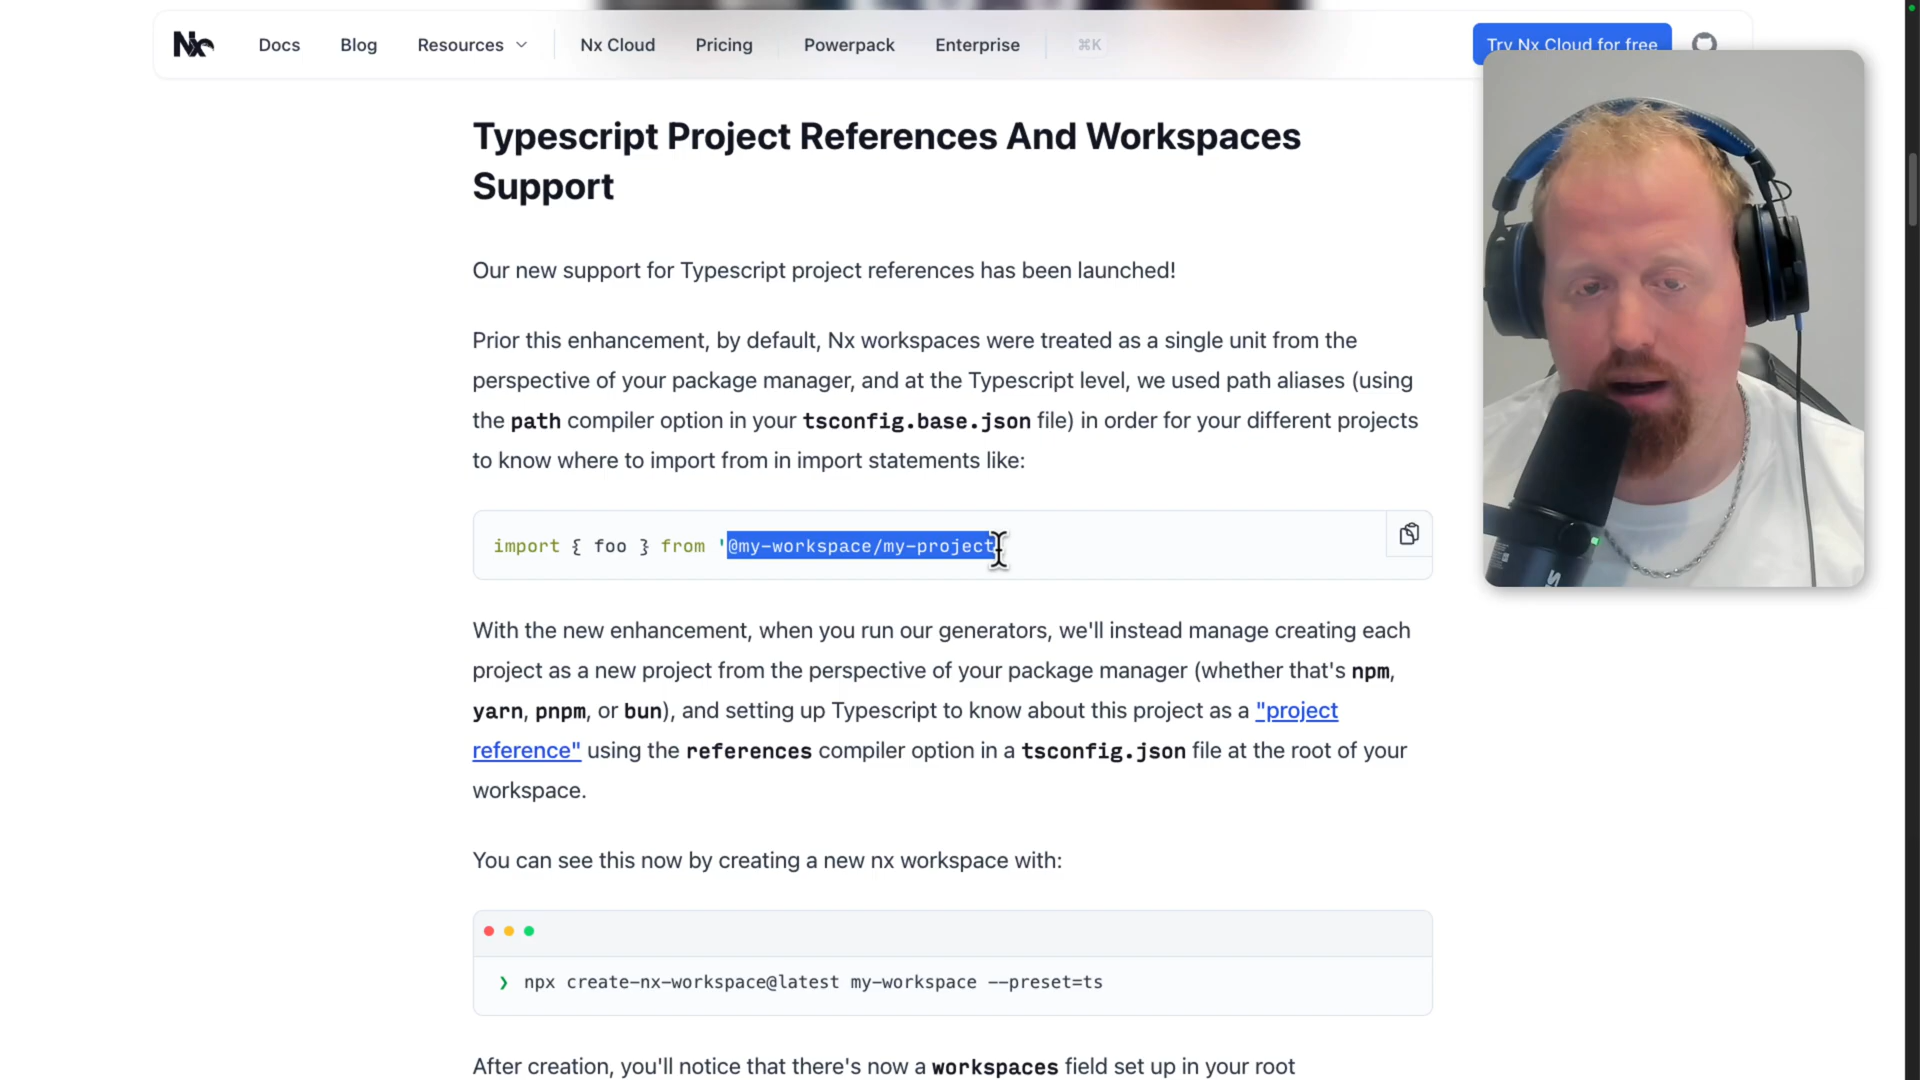 Nx
Docs
Blog
Resources
Nx Cloud
Pricing
Powerpack
Enterprise
⌘K
Try Nx Cloud for free
Typescript Project References And Workspaces
Support
Our new support for Typescript project references has been launched!
Prior this enhancement, by default, Nx workspaces were treated as a single unit from the
perspective of your package manager, and at the Typescript level, we used path aliases (using
the path compiler option in your tsconfig.base.json file) in order for your different projects
to know where to import from in import statements like:
import { foo } from '@my-workspace/my-project
With the new enhancement, when you run our generators, we'll instead manage creating each
project as a new project from the perspective of your package manager (whether that's npm,
yarn, pnpm, or bun), and setting up Typescript to know about this project as a "project
reference" using the references compiler option in a tsconfig.json file at the root of your
workspace.
You can see this now by creating a new nx workspace with:
❯ npx create-nx-workspace@latest my-workspace --preset=ts
After creation, you'll notice that there's now a workspaces field set up in your root